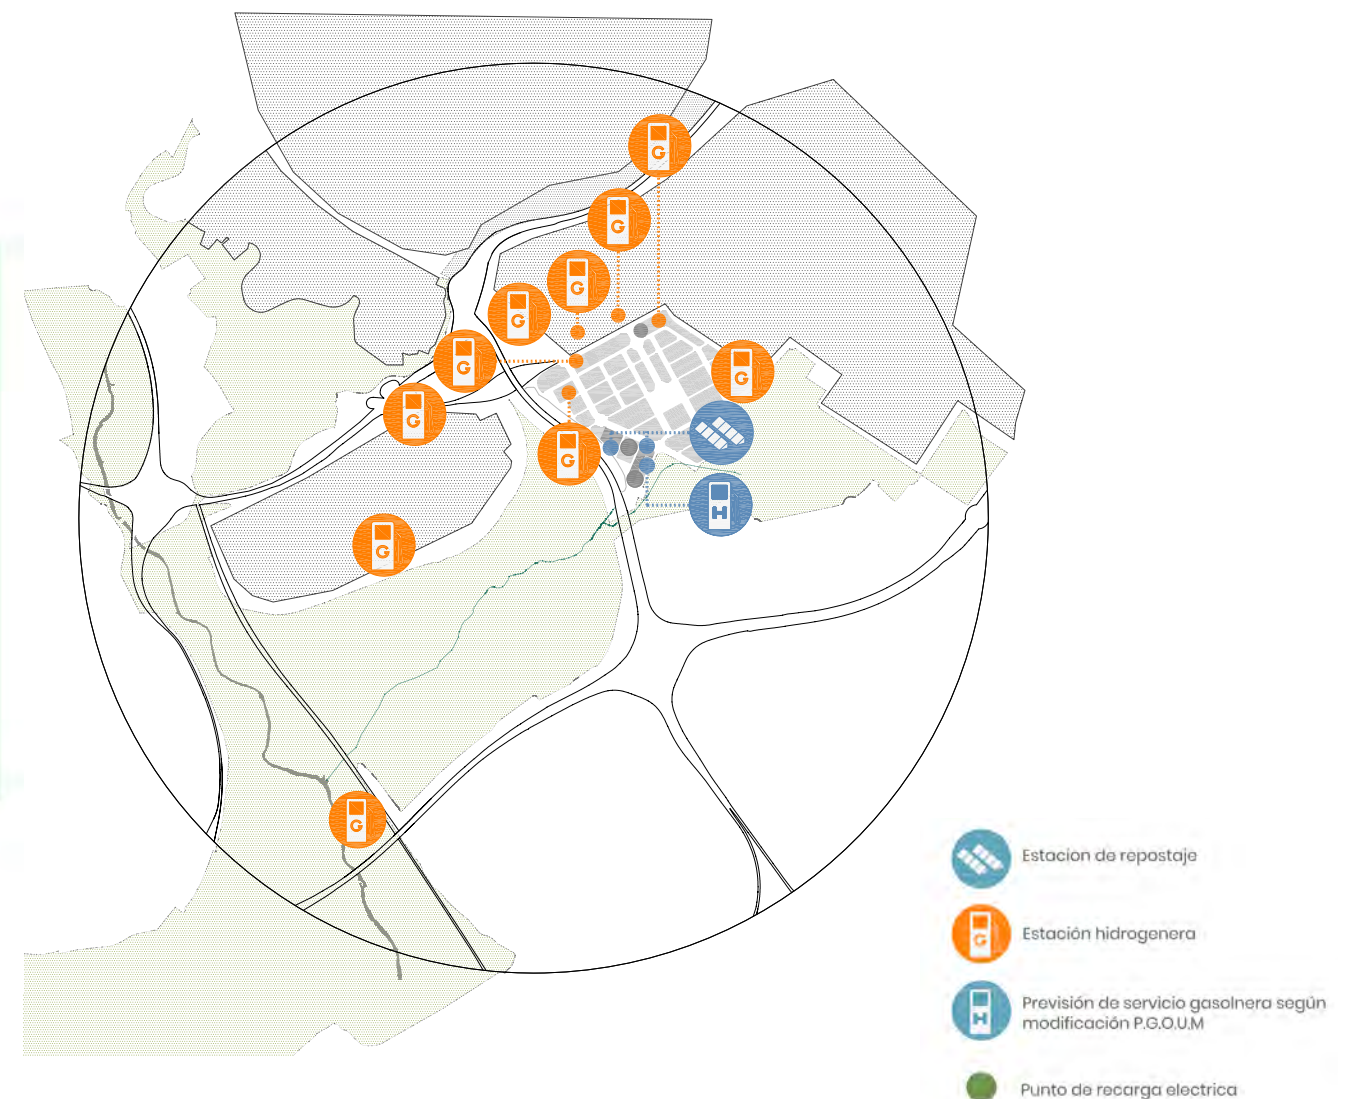 G
G
G
G
G
G
G
G
H
G
G
Estacion de repostaje
G
Estación hidrogenera
H
Previsión de servicio gasolnera según
modificación P.G.O.U.M
Punto de recarga electrica